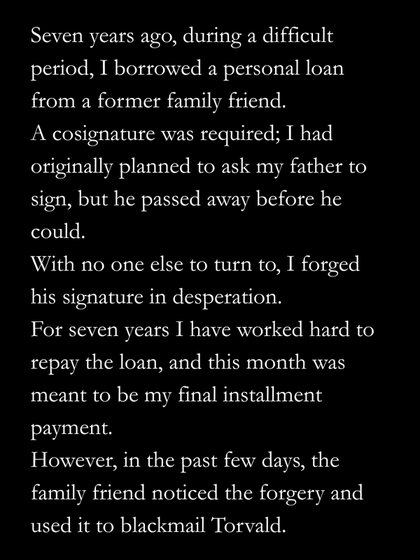 Seven years ago, during a difficult
period, I borrowed a personal loan
from a former family friend.
A cosignature was required; I had
originally planned to ask my father to
sign, but he passed away before he
could.
With no one else to turn to, I forged
his signature in desperation.
For seven years I have worked hard to
repay the loan, and this month was
meant to be my final installment
payment.
However, in the past few days, the
family friend noticed the forgery and
used it to blackmail Torvald.